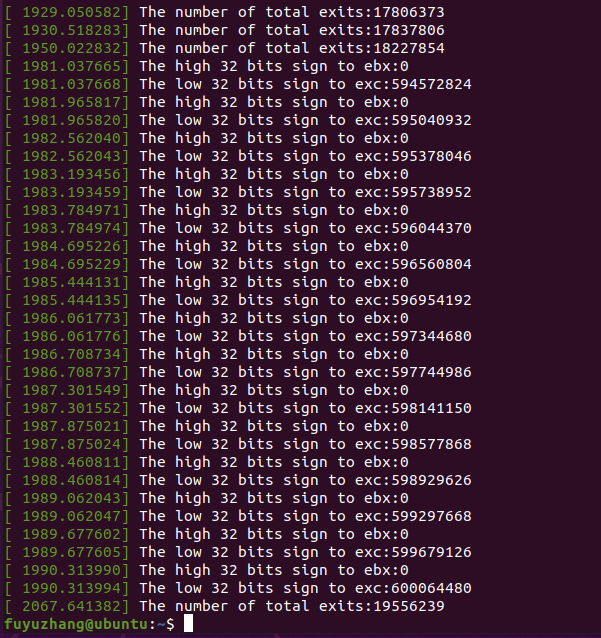 [ 1929.050582] The number of total exits:17806373
[ 1930.518283] The number of total exits:17837806
[ 1950.022832] The number of total exits:18227854
[ 1981.037665] The high 32 bits sign to ebx:0
[ 1981.037668] The low 32 bits sign to exc:594572824
[ 1981.965817] The high 32 bits sign to ebx:0
[ 1981.965820] The low 32 bits sign to exc:595040932
[ 1982.562040] The high 32 bits sign to ebx:0
[ 1982.562043] The low 32 bits sign to exc:595378046
[ 1983.193456] The high 32 bits sign to ebx:0
[ 1983.193459] The low 32 bits sign to exc:595738952
[ 1983.784971] The high 32 bits sign to ebx:0
[ 1983.784974] The low 32 bits sign to exc:596044370
[ 1984.695226] The high 32 bits sign to ebx:0
[ 1984.695229] The low 32 bits sign to exc:596560804
[ 1985.444131] The high 32 bits sign to ebx:0
[ 1985.444135] The low 32 bits sign to exc:596954192
[ 1986.061773] The high 32 bits sign to ebx:0
[ 1986.061776] The low 32 bits sign to exc:597344680
[ 1986.708734] The high 32 bits sign to ebx:0
[ 1986.708737] The low 32 bits sign to exc:597744986
[ 1987.301549] The high 32 bits sign to ebx:0
[ 1987.301552] The low 32 bits sign to exc:598141150
[ 1987.875021] The high 32 bits sign to ebx:0
[ 1987.875024] The low 32 bits sign to exc:598577868
[ 1988.460811] The high 32 bits sign to ebx:0
[ 1988.460814] The low 32 bits sign to exc:598929626
[ 1989.062043] The high 32 bits sign to ebx:0
[ 1989.062047] The low 32 bits sign to exc:599297668
[ 1989.677602] The high 32 bits sign to ebx:0
[ 1989.677605] The low 32 bits sign to exc:599679126
[ 1990.313990] The high 32 bits sign to ebx:0
[ 1990.313994] The low 32 bits sign to exc:600064480
[ 2067.641382] The number of total exits:19556239
fuyuzhang@ubuntu:~$